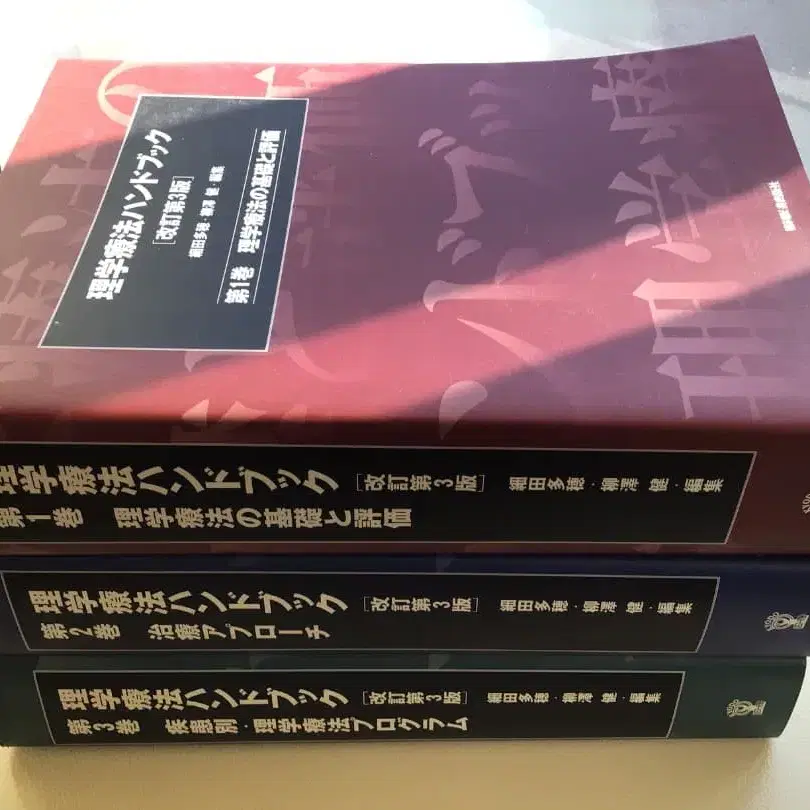 理学療法ハンドブック
[改訂第3版]
細田多穂・柳澤 健・編集
第1巻 理学療法の基礎と評価
理学療法ハンドブック [改訂第3版] 細田多穂・柳澤 健・編集
第1巻 理学療法の基礎と評価
理学療法ハンドブック [改訂第3版] 細田多穂・柳澤 健・編集
第2巻 治療アプローチ
理学療法ハンドブック [改訂第3版] 細田多穂・柳澤 健・編集
第3巻 疾患別・理学療法プログラム